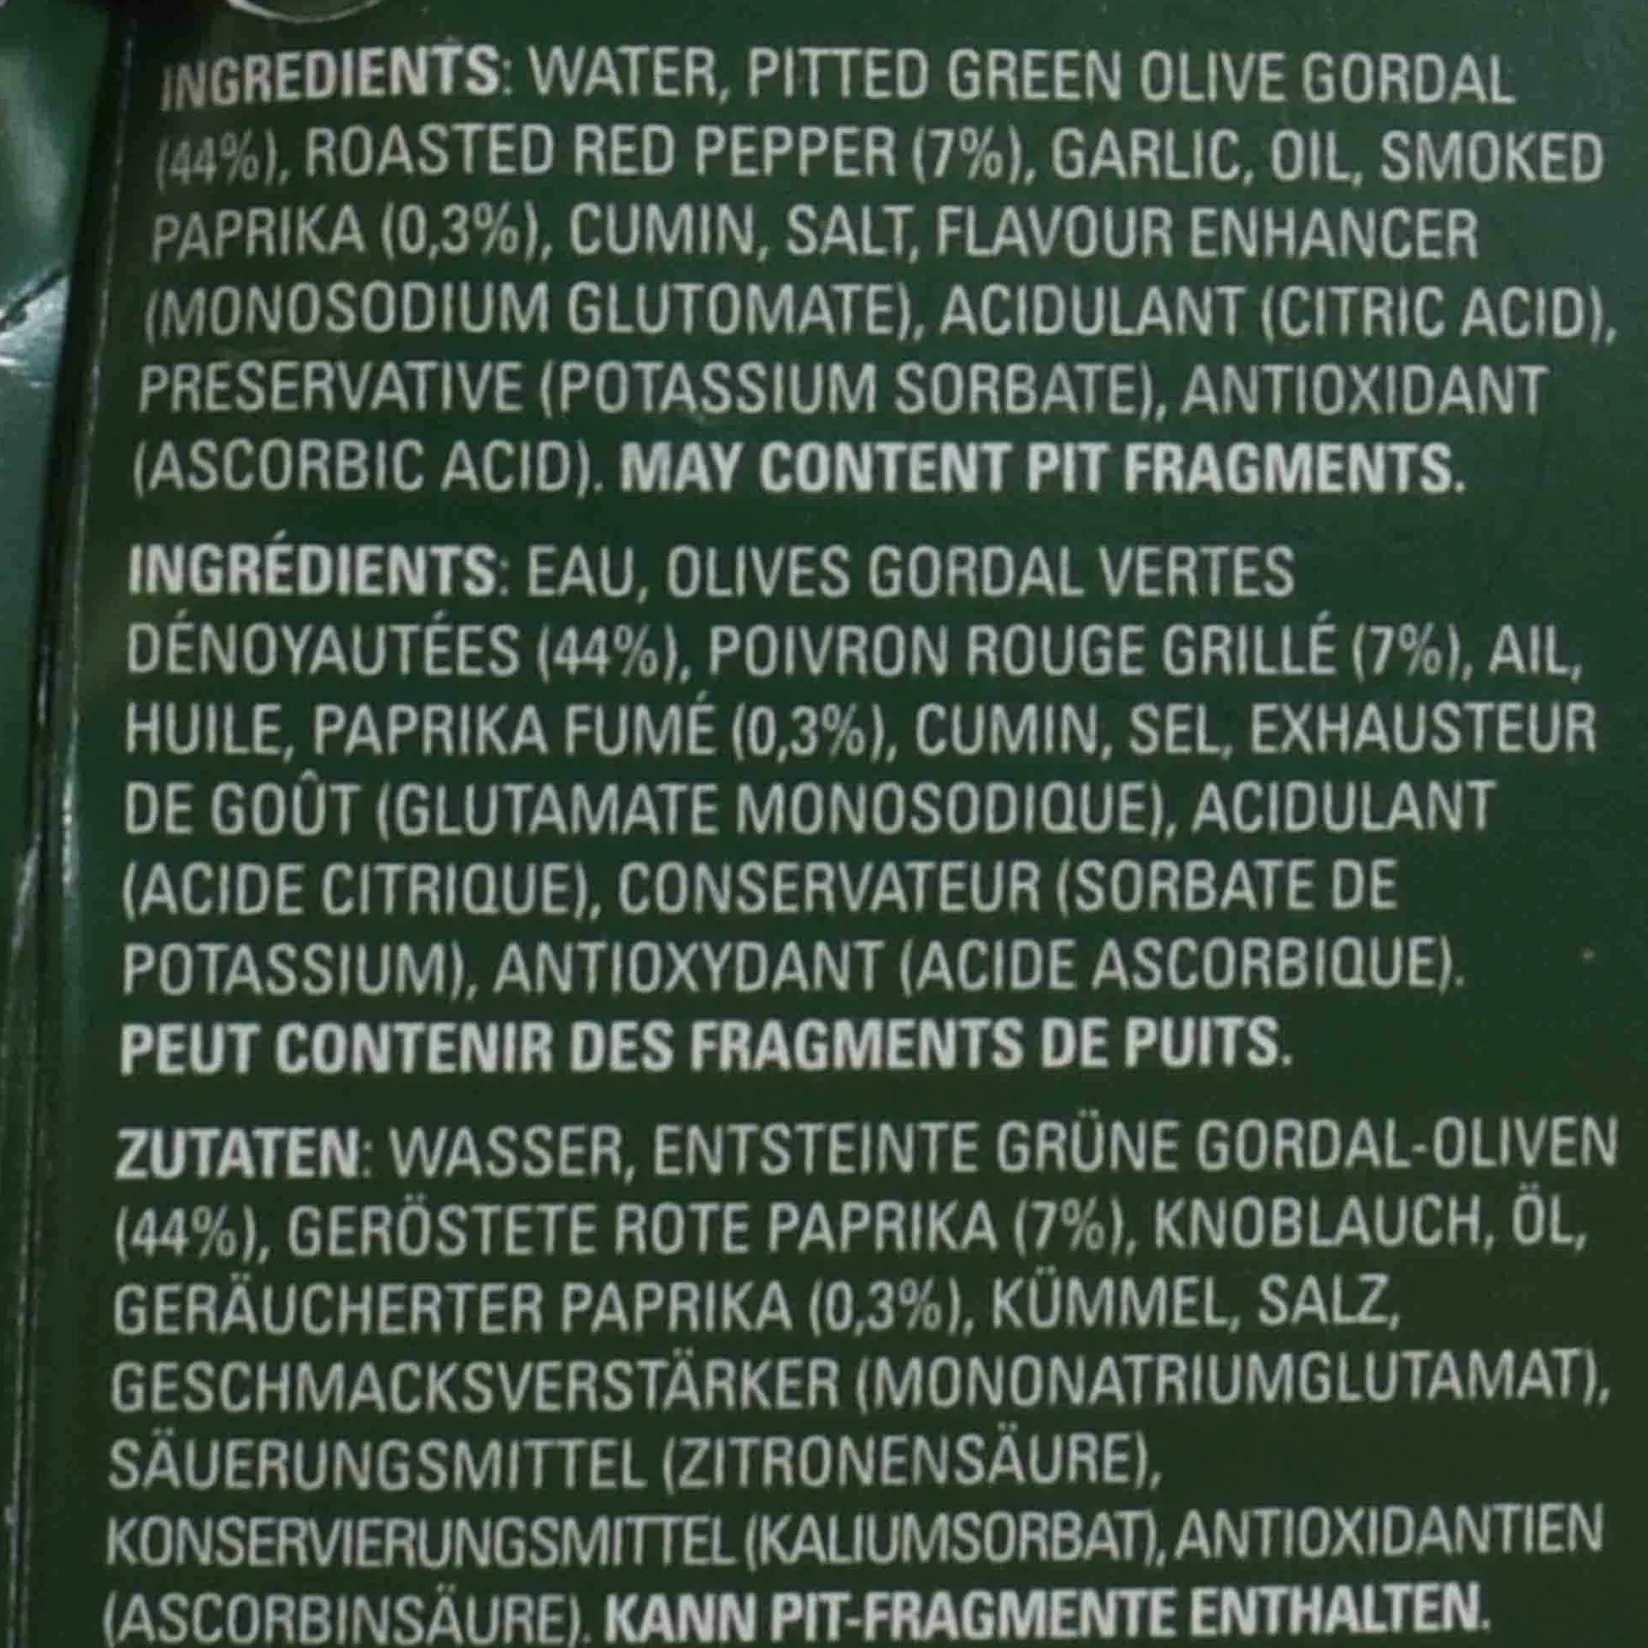 INGREDIENTS: WATER, PITTED GREEN OLIVE GORDAL
(44%), ROASTED RED PEPPER (7%), GARLIC, OIL, SMOKED
PAPRIKA (0,3%), CUMIN, SALT, FLAVOUR ENHANCER
(MONOSODIUM GLUTOMATE), ACIDULANT (CITRIC ACID),
PRESERVATIVE (POTASSIUM SORBATE), ANTIOXIDANT
(ASCORBIC ACID). MAY CONTENT PIT FRAGMENTS.
INGRÉDIENTS: EAU, OLIVES GORDAL VERTES
DÉNOYAUTÉES (44%), POIVRON ROUGE GRILLÉ (7%), AIL,
HUILE, PAPRIKA FUMÉ (0,3%), CUMIN, SEL, EXHAUSTEUR
DE GOÛT (GLUTAMATE MONOSODIQUE), ACIDULANT
(ACIDE CITRIQUE), CONSERVATEUR (SORBATE DE
POTASSIUM), ANTIOXYDANT (ACIDE ASCORBIQUE).
PEUT CONTENIR DES FRAGMENTS DE PUITS.
ZUTATEN: WASSER, ENTSTEINTE GRÜNE GORDAL-OLIVEN
(44%), GERÖSTETE ROTE PAPRIKA (7%), KNOBLAUCH, ÖL,
GERÄUCHERTER PAPRIKA (0,3%), KÜMMEL, SALZ,
GESCHMACKSVERSTÄRKER (MONONATRIUMGLUTAMAT),
SÄUERUNGSMITTEL (ZITRONENSÄURE),
KONSERVIERUNGSMITTEL (KALIUMSORBAT), ANTIOXIDANTIEN
(ASCORBINSÄURE). KANN PIT-FRAGMENTE ENTHALTEN.